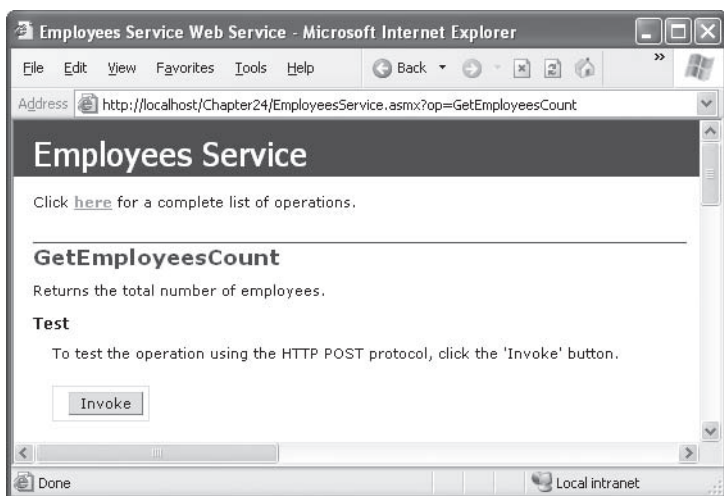 Employees Service Web Service - Microsoft Internet Explorer
File Edit View Favorites Tools Help Back »
Address http://localhost/Chapter24/EmployeesService.asmx?op=GetEmployeesCount
Employees Service
Click here for a complete list of operations.
GetEmployeesCount
Returns the total number of employees.
Test
To test the operation using the HTTP POST protocol, click the 'Invoke' button.
Invoke
Done Local intranet